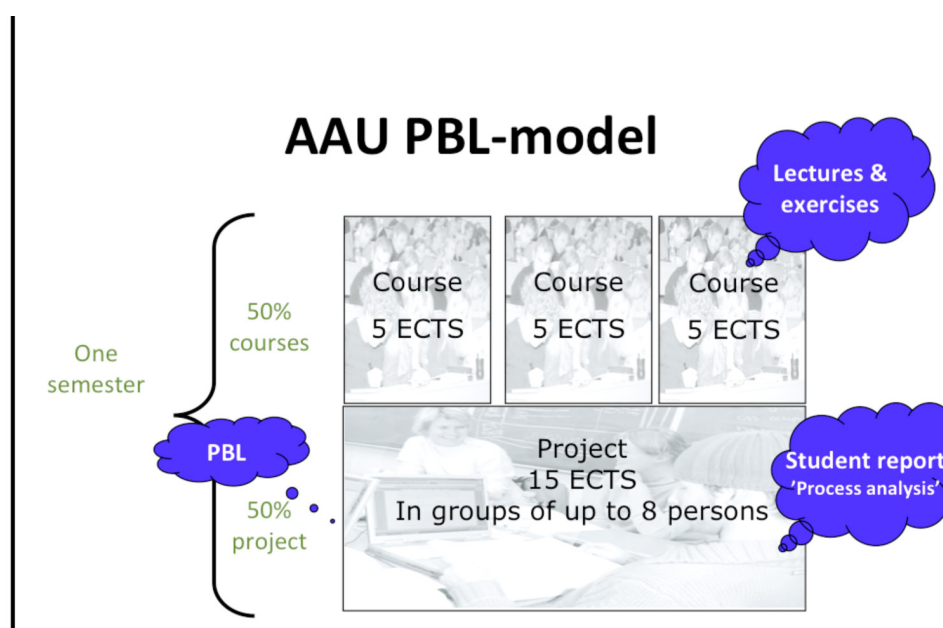 AAU PBL-model
Lectures &
exercises
Course
5 ECTS
Course
5 ECTS
Course
5 ECTS
50%
courses
One
semester
PBL
50%
project
Project
15 ECTS
In groups of up to 8 persons
Student report
'Process analysis'